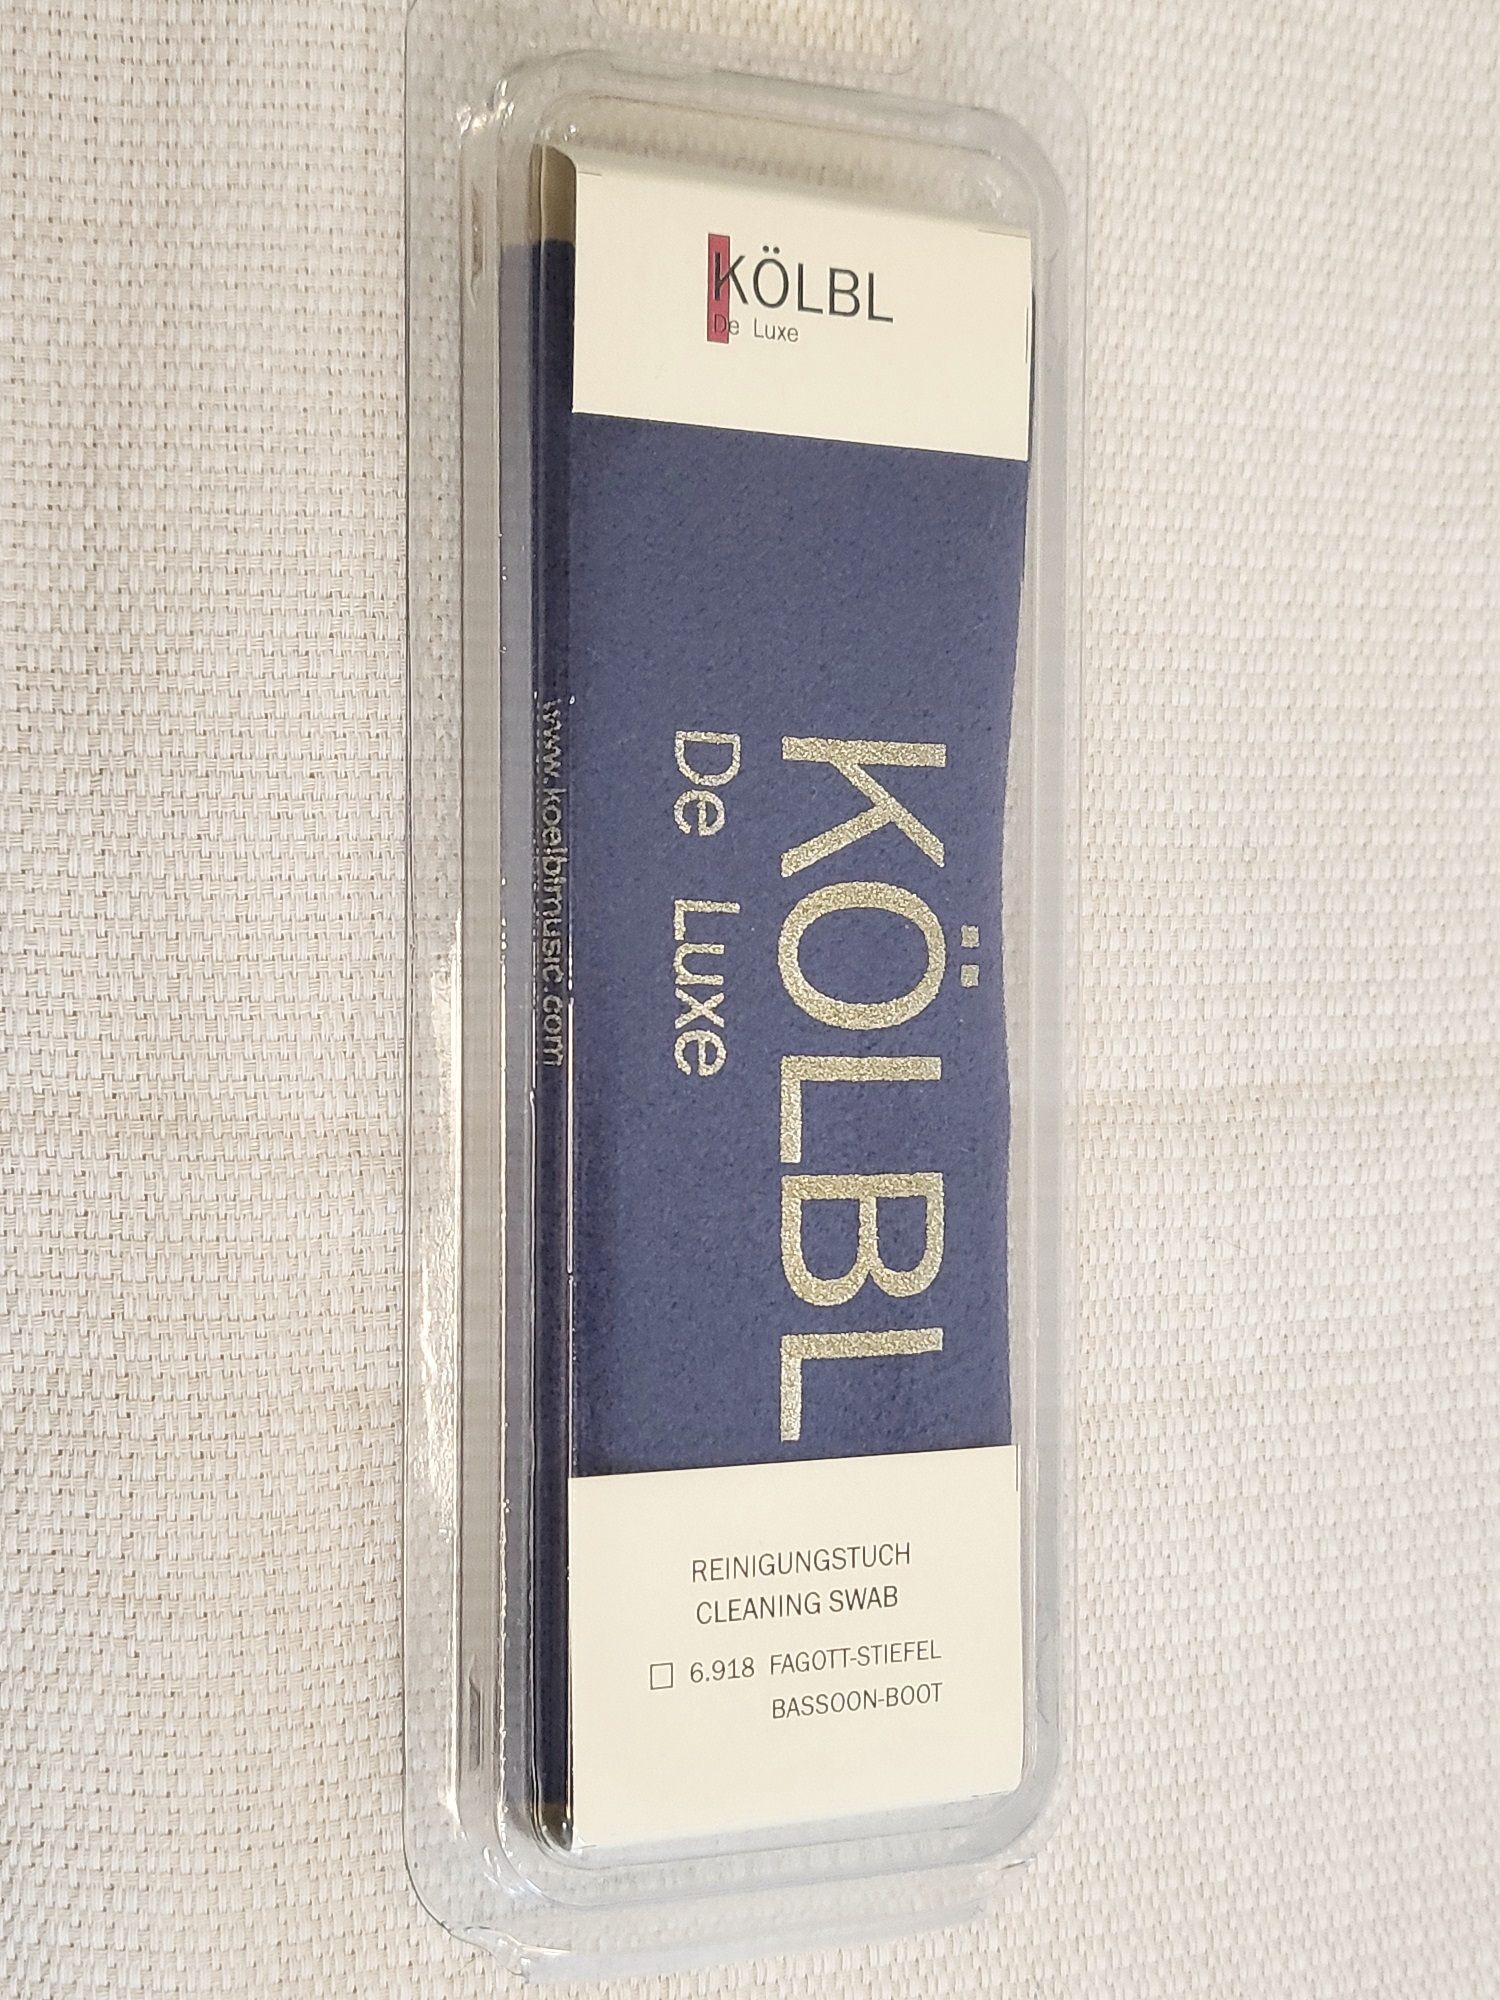 KÖLBL
De Luxe
KÖLBL
De Luxe
www.koelblmusic.com
REINIGUNGSTUCH
CLEANING SWAB
☐ 6.918 FAGOTT-STIEFEL
BASSOON-BOOT